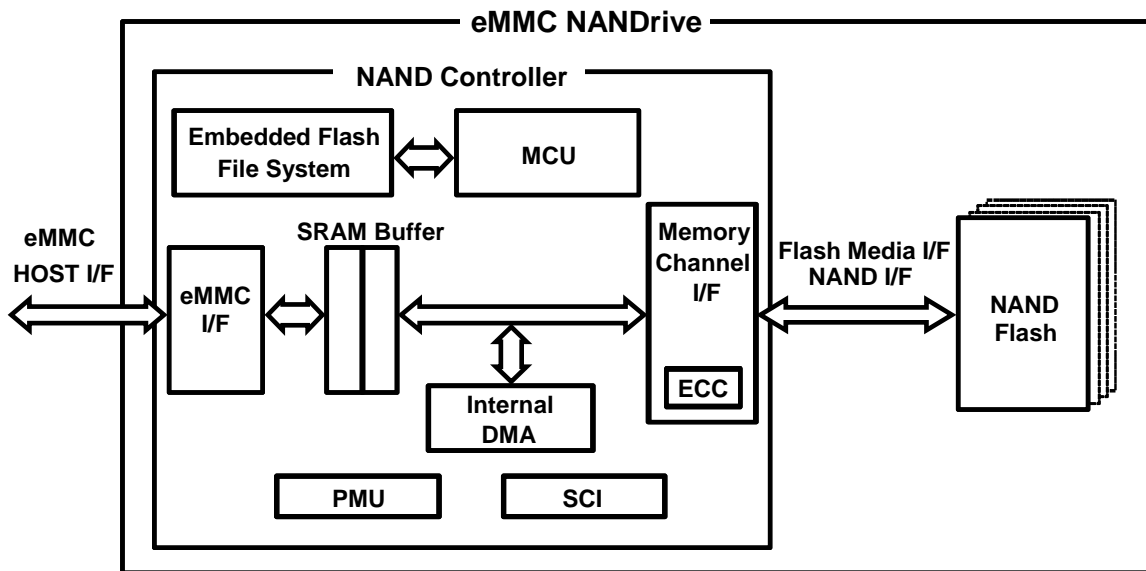 eMMC NANDrive
NAND Controller
Embedded Flash
File System
MCU
eMMC
HOST I/F
eMMC
I/F
SRAM Buffer
Memory
Channel
I/F
ECC
Flash Media I/F
NAND I/F
NAND
Flash
Internal
DMA
PMU
SCI